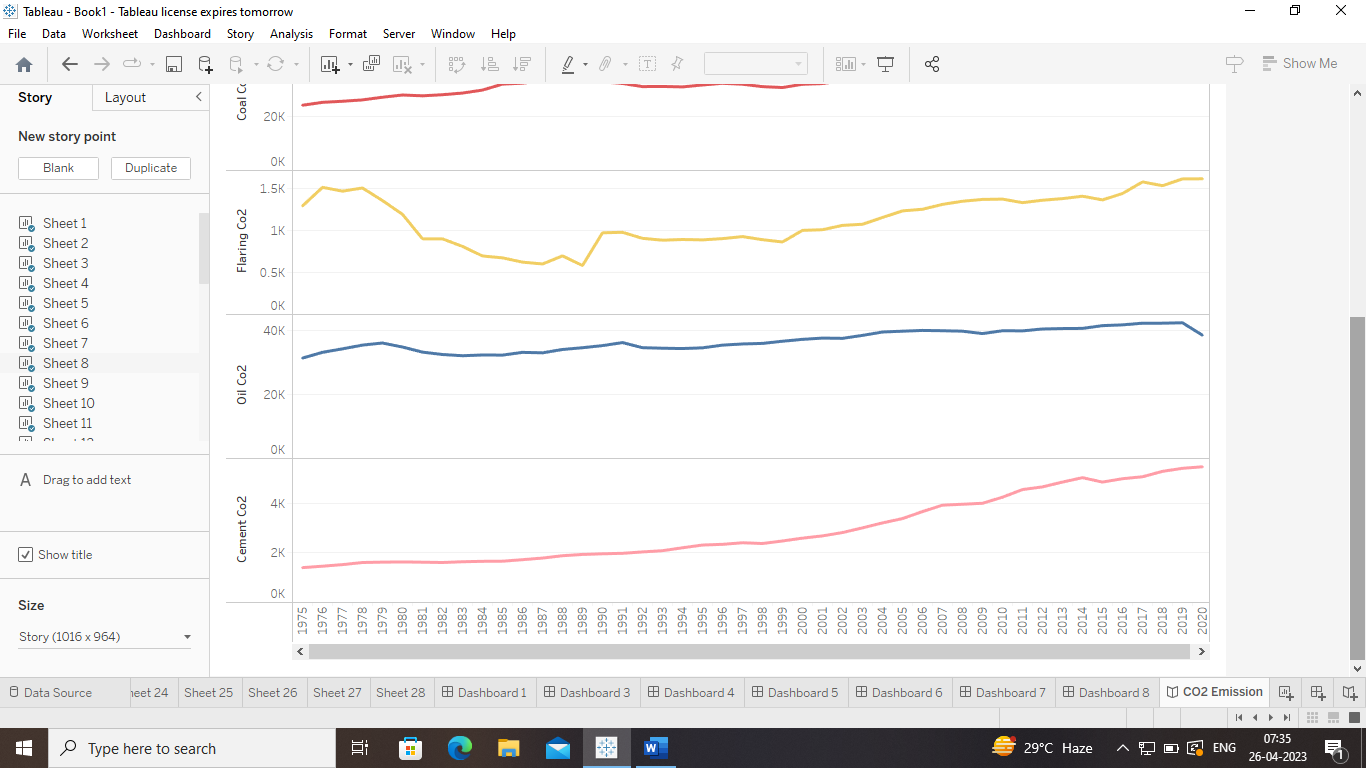 Tableau - Book1 - Tableau license expires tomorrow
File Data Worksheet Dashboard Story Analysis Format Server Window Help
Show Me
Story Layout
New story point
Blank Duplicate
Sheet 1
Sheet 2
Sheet 3
Sheet 4
Sheet 5
Sheet 6
Sheet 7
Sheet 8
Sheet 9
Sheet 10
Sheet 11
A Drag to add text
Show title
Size
Story (1016 x 964)
Coal
20K
0K
Flaring Co2
1.5K
1K
0.5K
0K
Oil Co2
40K
20K
0K
Cement Co2
4K
2K
0K
1975 1976 1977 1978 1979 1980 1981 1982 1983 1984 1985 1986 1987 1988 1989 1990 1991 1992 1993 1994 1995 1996 1997 1998 1999 2000 2001 2002 2003 2004 2005 2006 2007 2008 2009 2010 2011 2012 2013 2014 2015 2016 2017 2018 2019 2020
Data Source 24 Sheet 25 Sheet 26 Sheet 27 Sheet 28 Dashboard 1 Dashboard 3 Dashboard 4 Dashboard 5 Dashboard 6 Dashboard 7 Dashboard 8 CO2 Emission
Type here to search
W
29°C Haze
ENG
07:35
26-04-2023
1